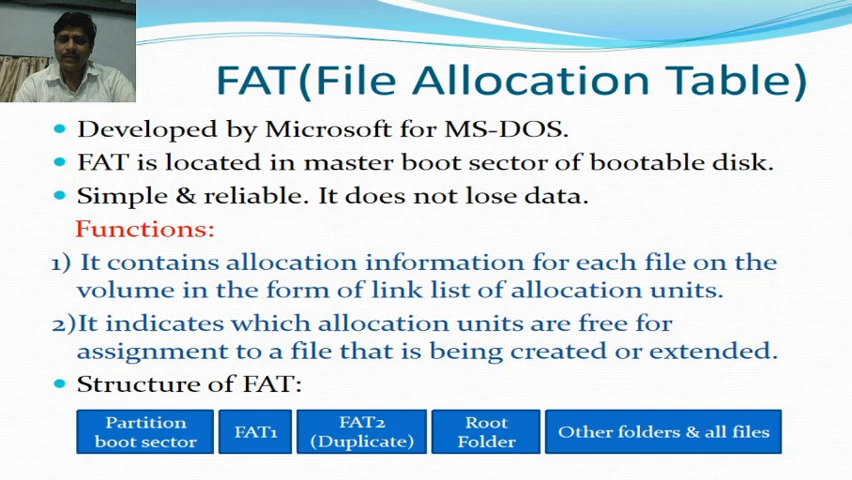 FAT(File Allocation Table)
Developed by Microsoft for MS-DOS.
FAT is located in master boot sector of bootable disk.
Simple & reliable. It does not lose data.
Functions:
1) It contains allocation information for each file on the
volume in the form of link list of allocation units.
2)It indicates which allocation units are free for
assignment to a file that is being created or extended.
Structure of FAT:
Partition
boot sector
FAT1
FAT2
(Duplicate)
Root
Folder
Other folders & all files